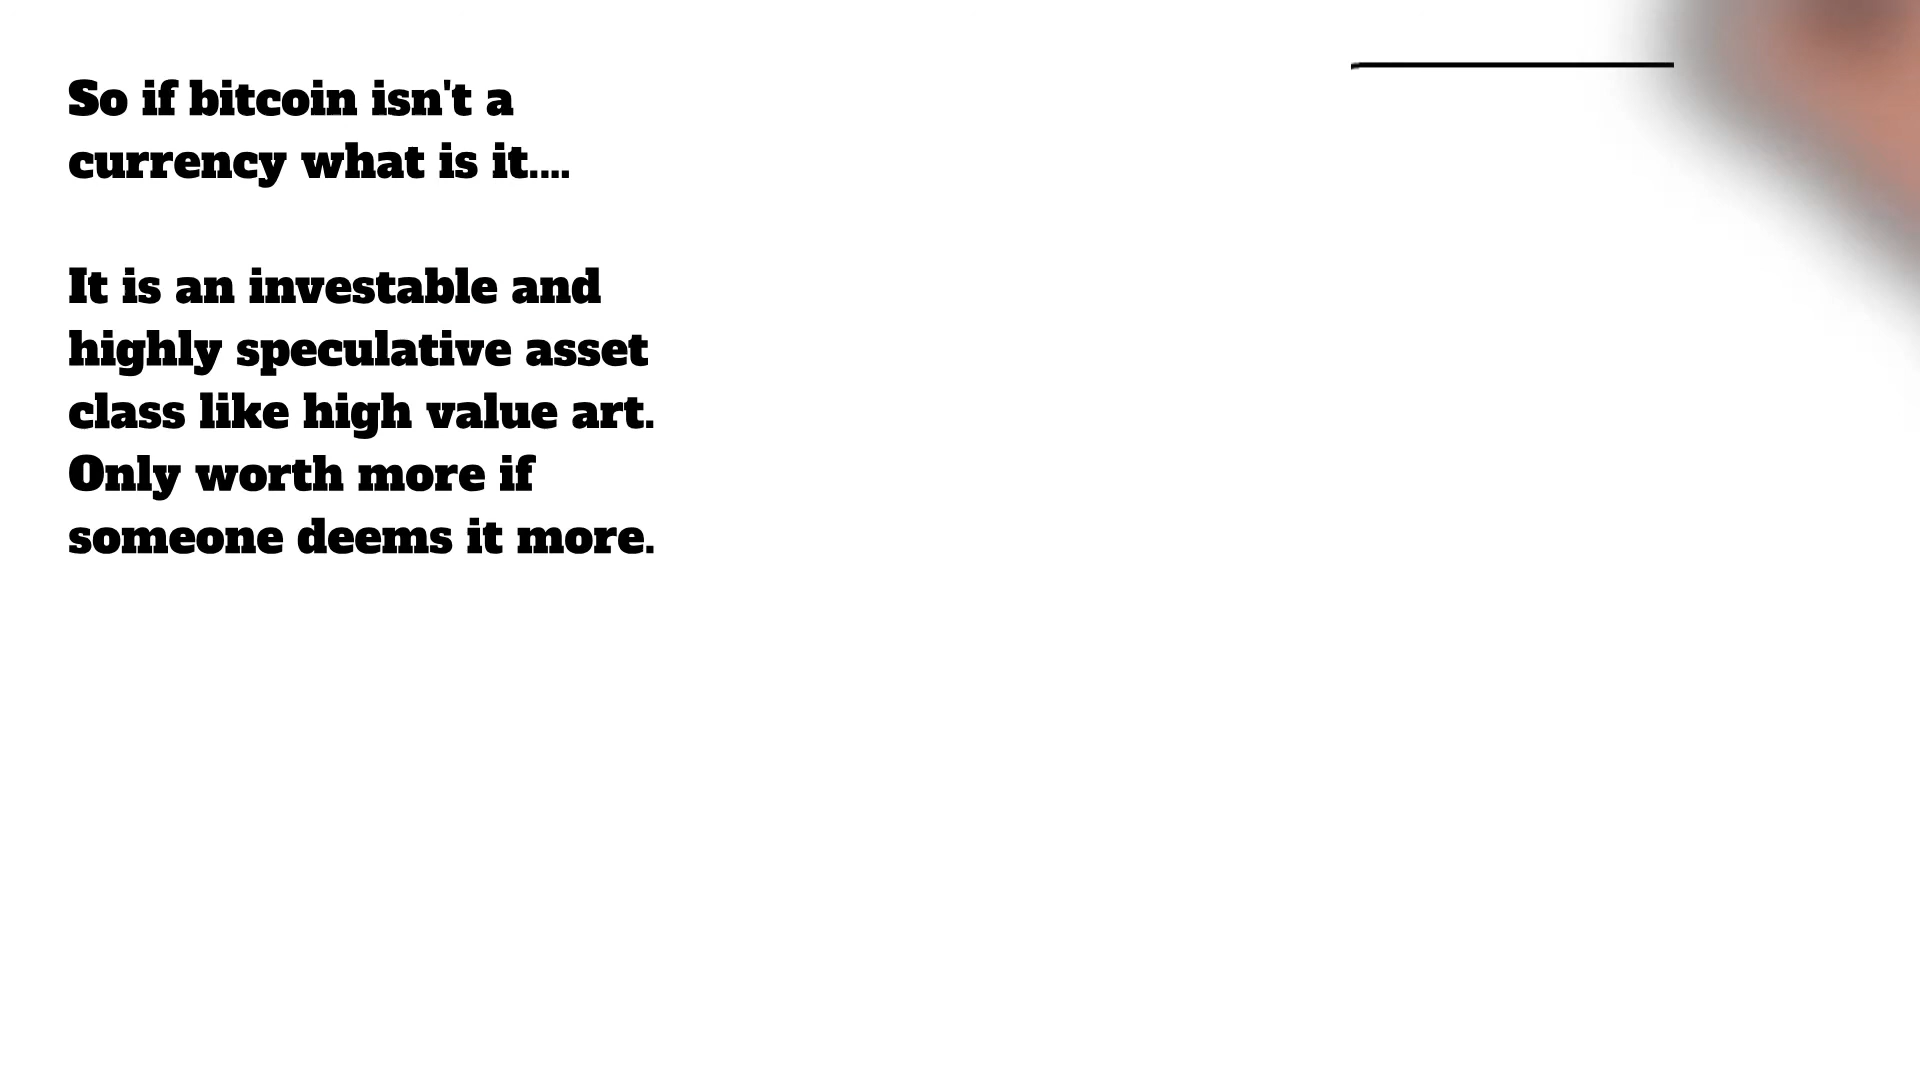 So if bitcoin isn't a
currency what is it....
It is an investable and
highly speculative asset
class like high value art.
Only worth more if
someone deems it more.